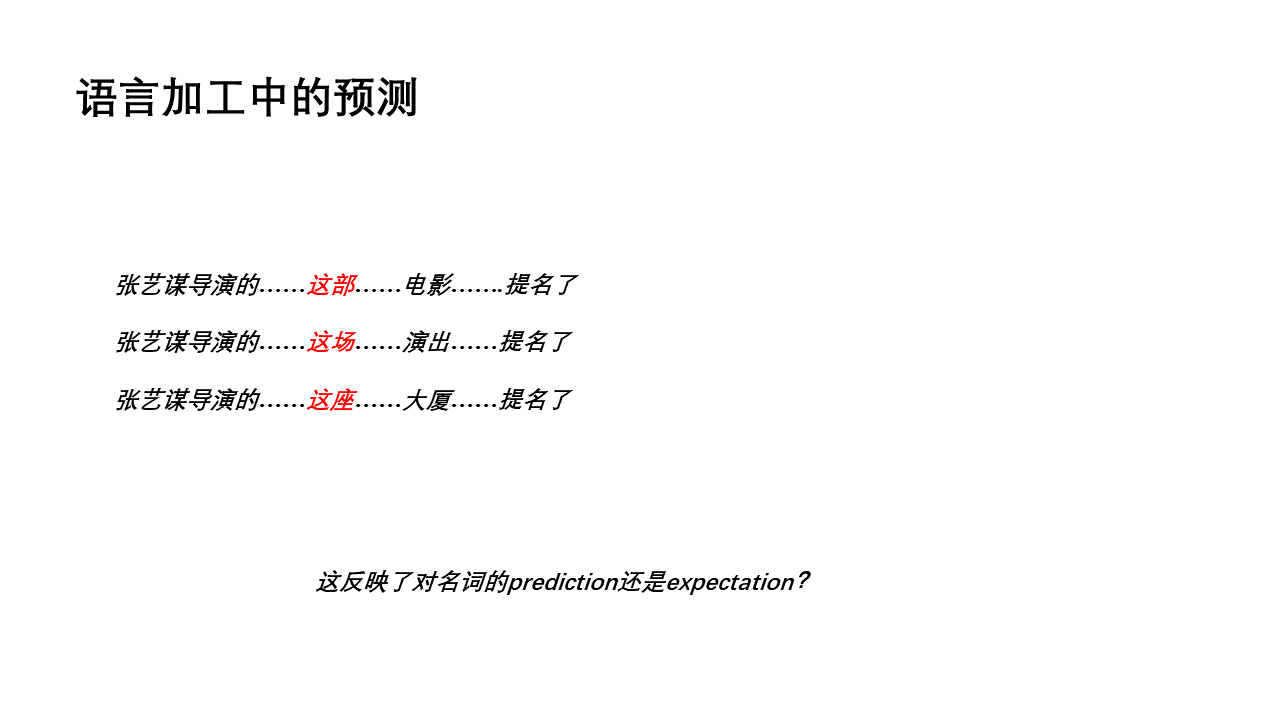 语言加工中的预测
张艺谋导演的……这部……电影…….提名了
张艺谋导演的……这场……演出……提名了
张艺谋导演的……这座……大厦……提名了
这反映了对名词的prediction还是expectation？